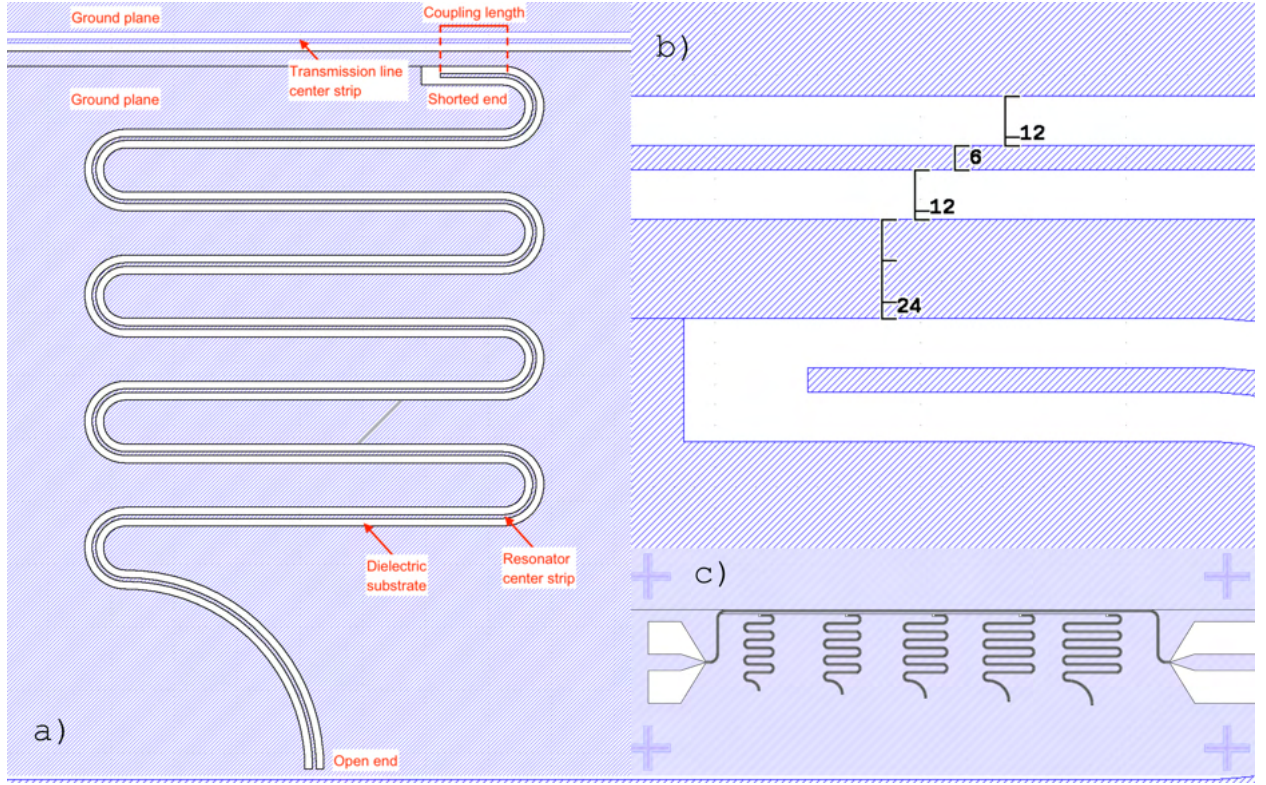 Ground plane
Coupling length
Transmission line
center strip
Ground plane
Shorted end
Dielectric
substrate
Resonator
center strip
a)
Open end
b)
12
6
12
24
c)